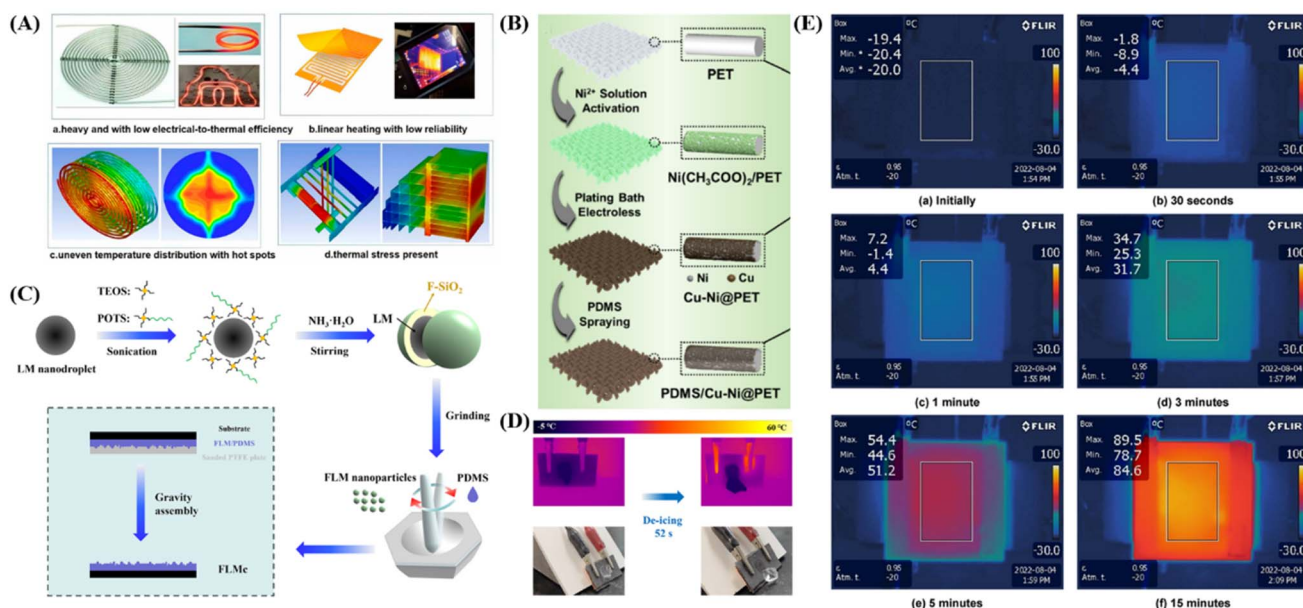 (A)
a.heavy and with low electrical-to-thermal efficiency
b.linear heating with low reliability
c.uneven temperature distribution with hot spots
d.thermal stress present
(B)
PET
Ni²⁺ Solution
Activation
Ni(CH₃COO)₂/PET
Plating Bath
Electroless
Ni
Cu
Cu-Ni@PET
PDMS
Spraying
PDMS/Cu-Ni@PET
(C)
TEOS:
POTS:
Sonication
LM nanodroplet
NH₃·H₂O
Stirring
F-SiO₂
LM
Grinding
FLM nanoparticles
PDMS
Substrate
FLM/PDMS
Sanded PTFE plate
Gravity
assembly
FLMc
(D)
-5 °C
60 °C
De-icing
52 s
(E)
Box
°C
FLIR
Max. -19.4
Min. * -20.4
Avg. * -20.0
100
-30.0
ε 0.95
Atm. t. -20
2022-08-04
1:54 PM
(a) Initially
Box
°C
FLIR
Max. -1.8
Min. -8.9
Avg. -4.4
100
-30.0
ε 0.95
Atm. t. -20
2022-08-04
1:55 PM
(b) 30 seconds
Box
°C
FLIR
Max. 7.2
Min. -1.4
Avg. 4.4
100
-30.0
ε 0.95
Atm. t. -20
2022-08-04
1:55 PM
(c) 1 minute
Box
°C
FLIR
Max. 34.7
Min. 25.3
Avg. 31.7
100
-30.0
ε 0.95
Atm. t. -20
2022-08-04
1:57 PM
(d) 3 minutes
Box
°C
FLIR
Max. 54.4
Min. 44.6
Avg. 51.2
100
-30.0
ε 0.95
Atm. t. -20
2022-08-04
1:59 PM
(e) 5 minutes
Box
°C
FLIR
Max. 89.5
Min. 78.7
Avg. 84.6
100
-30.0
ε 0.95
Atm. t. -20
2022-08-04
2:09 PM
(f) 15 minutes